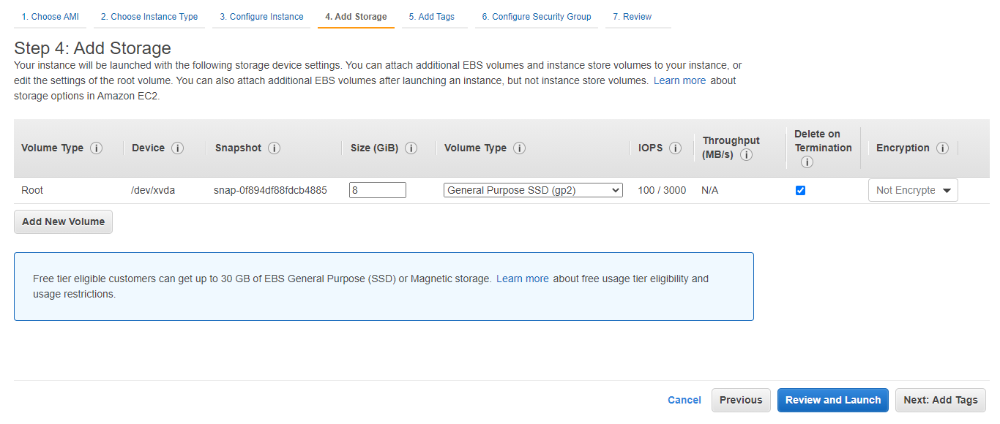 1. Choose AMI 2. Choose Instance Type 3. Configure Instance 4. Add Storage 5. Add Tags 6. Configure Security Group 7. Review
Step 4: Add Storage
Your instance will be launched with the following storage device settings. You can attach additional EBS volumes and instance store volumes to your instance, or
edit the settings of the root volume. You can also attach additional EBS volumes after launching an instance, but not instance store volumes. Learn more about
storage options in Amazon EC2.
Volume Type i Device i Snapshot i Size (GiB) i Volume Type i IOPS i Throughput (MB/s) i Delete on Termination i Encryption i
Root /dev/xvda snap-0f894df88fdcb4885 8 General Purpose SSD (gp2) 100 / 3000 N/A Not Encrypte
Add New Volume
Free tier eligible customers can get up to 30 GB of EBS General Purpose (SSD) or Magnetic storage. Learn more about free usage tier eligibility and
usage restrictions.
Cancel Previous Review and Launch Next: Add Tags